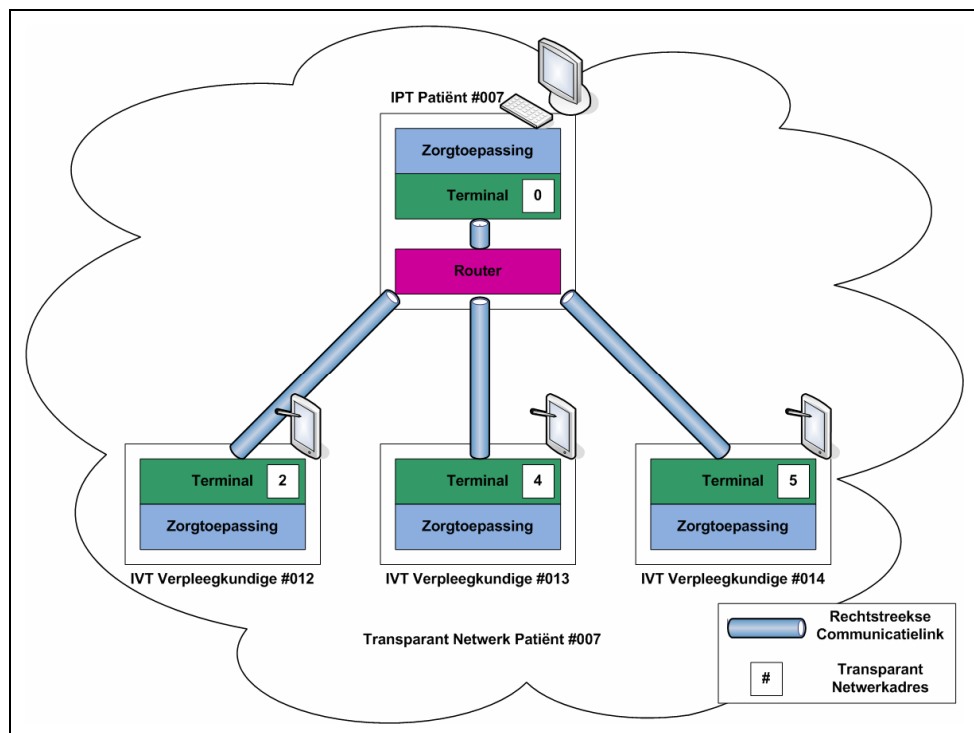 IPT Patiënt #007
Zorgtoepassing
Terminal 0
Router
Terminal 2
Zorgtoepassing
IVT Verpleegkundige #012
Terminal 4
Zorgtoepassing
IVT Verpleegkundige #013
Terminal 5
Zorgtoepassing
IVT Verpleegkundige #014
Transparant Netwerk Patiënt #007
Rechtstreekse
Communicatielink
# Transparant
Netwerkadres